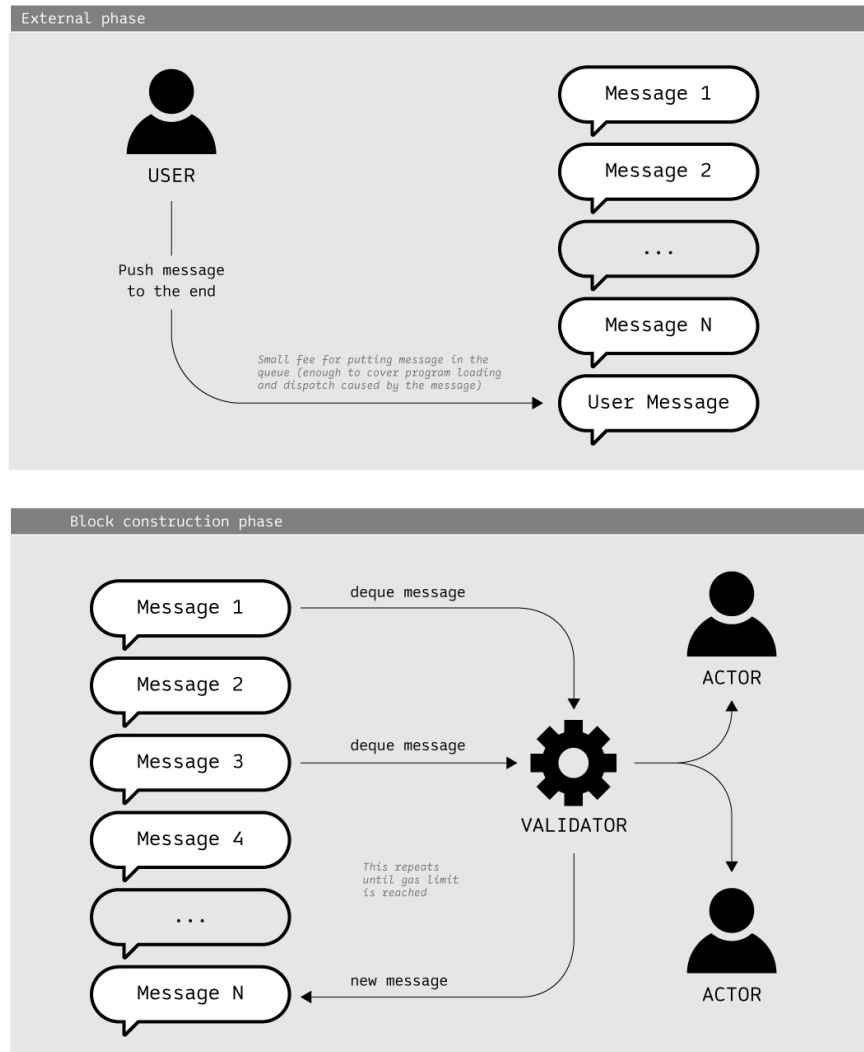 External phase
USER
Push message
to the end
Small fee for putting message in the
queue (enough to cover program loading
and dispatch caused by the message)
Message 1
Message 2
...
Message N
User Message
Block construction phase
Message 1
Message 2
Message 3
Message 4
...
Message N
deque message
deque message
This repeats
until gas limit
is reached
new message
VALIDATOR
ACTOR
ACTOR